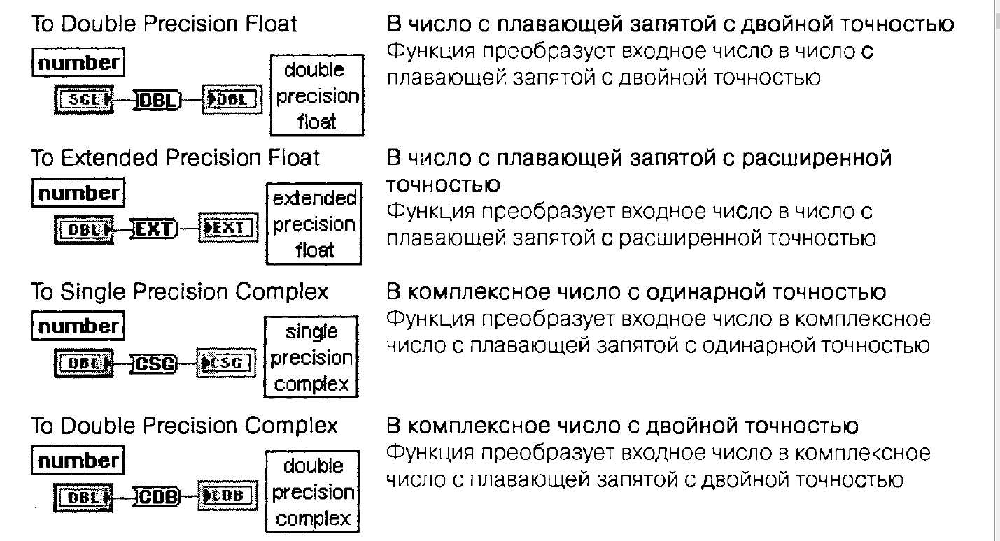 To Double Precision Float
number
SGL DBL DBL
double
precision
float
В число с плавающей запятой с двойной точностью
Функция преобразует входное число в число с
плавающей запятой с двойной точностью
To Extended Precision Float
number
DBL EXT EXT
extended
precision
float
В число с плавающей запятой с расширенной
точностью
Функция преобразует входное число в число с
плавающей запятой с расширенной точностью
To Single Precision Complex
number
DBL CSG CSG
single
precision
complex
В комплексное число с одинарной точностью
Функция преобразует входное число в комплексное
число с плавающей запятой с одинарной точностью
To Double Precision Complex
number
DBL CDB CDB
double
precision
complex
В комплексное число с двойной точностью
Функция преобразует входное число в комплексное
число с плавающей запятой с двойной точностью